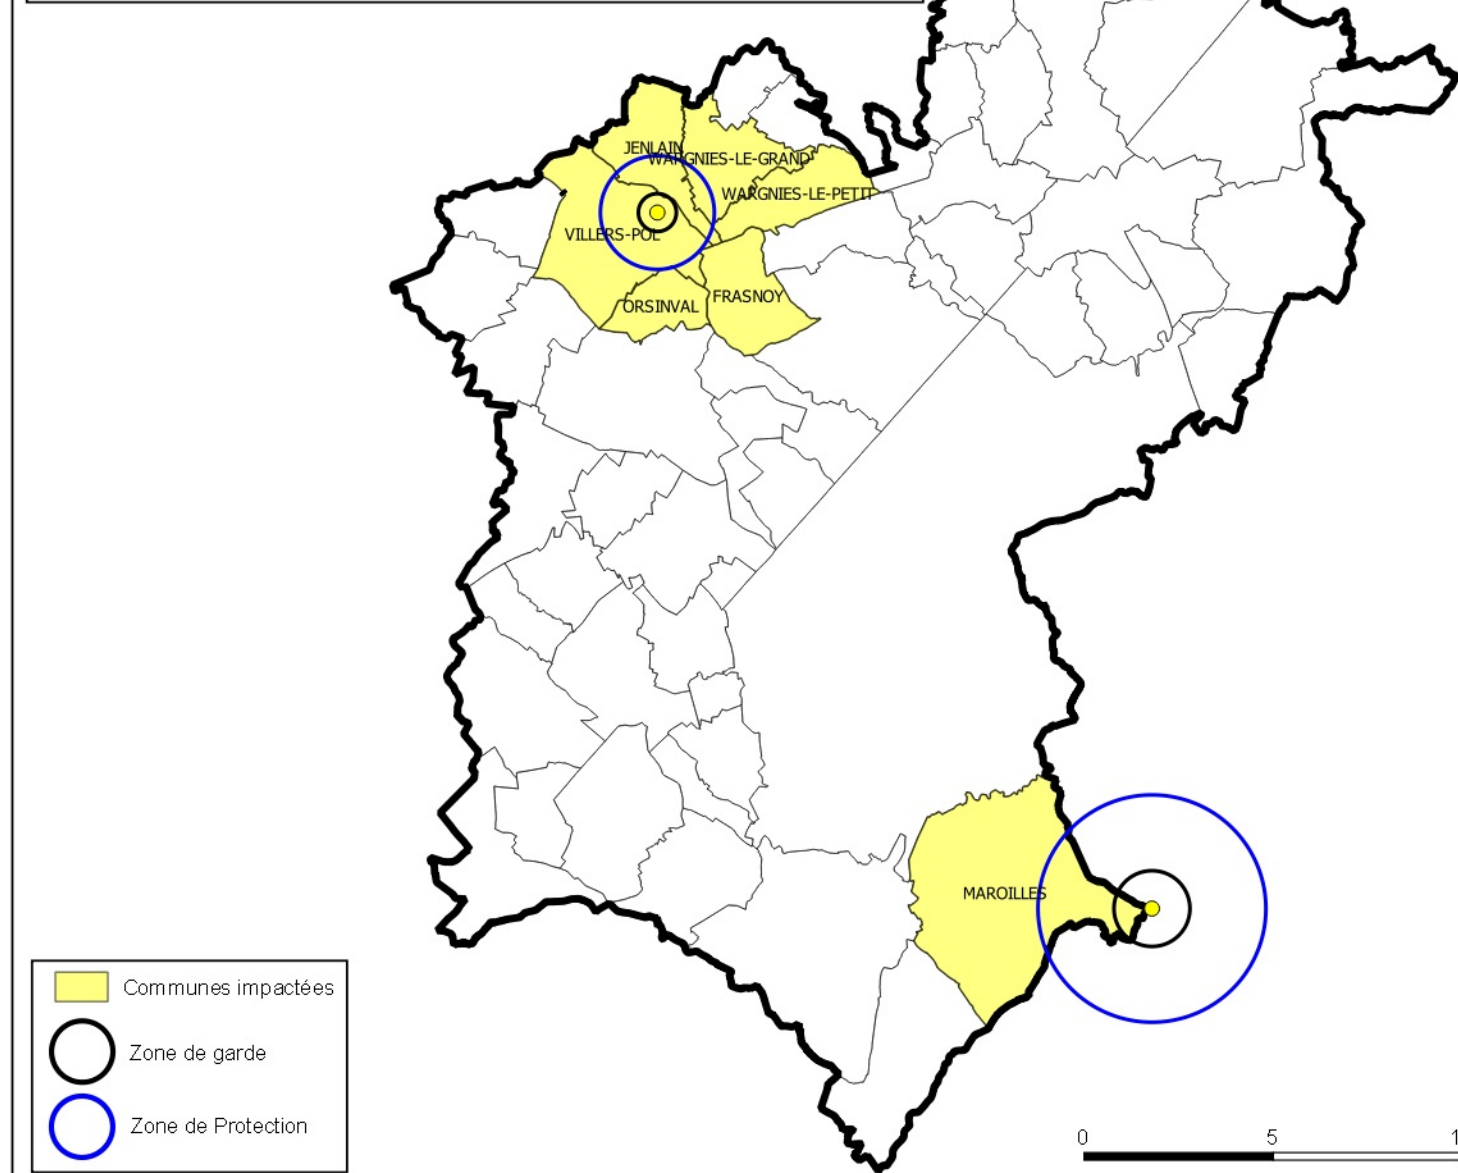 JENLAIN
WARGNIES-LE-GRAND
WARGNIES-LE-PETIT
VILLERS-POL
FRASNOY
ORSINVAL
MAROILLES
Communes impactées
Zone de garde
Zone de Protection
0 5 1